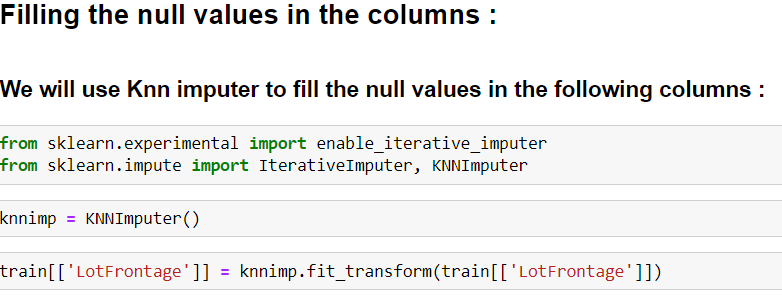 Filling the null values in the columns :
We will use Knn imputer to fill the null values in the following columns :
from sklearn.experimental import enable_iterative_imputer
from sklearn.impute import IterativeImputer, KNNImputer
knnimp = KNNImputer()
train[['LotFrontage']] = knnimp.fit_transform(train[['LotFrontage']])